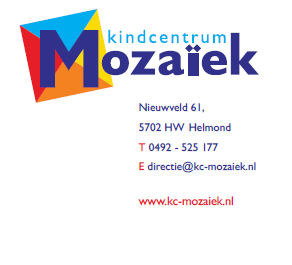 kindcentrum
Mozaïek
Nieuwveld 61,
5702 HW Helmond
T 0492 - 525 177
E directie@kc-mozaiek.nl
www.kc-mozaiek.nl